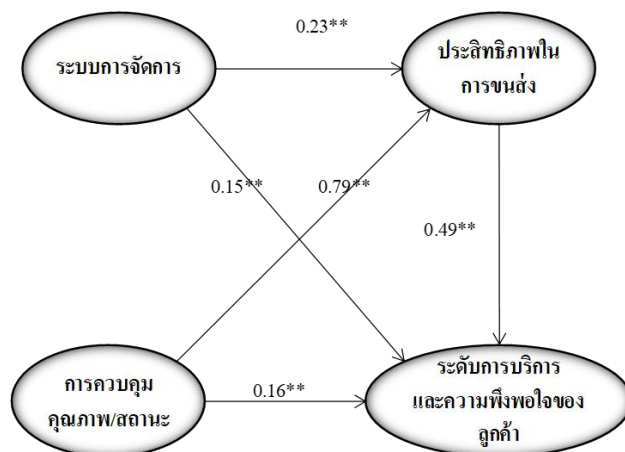 0.23**
ระบบการจัดการ
ประสิทธิภาพใน
การขนส่ง
0.15**
0.79**
0.49**
การควบคุม
คุณภาพ/สถานะ
0.16**
ระดับการบริการ
และความพึงพอใจของ
ลูกค้า